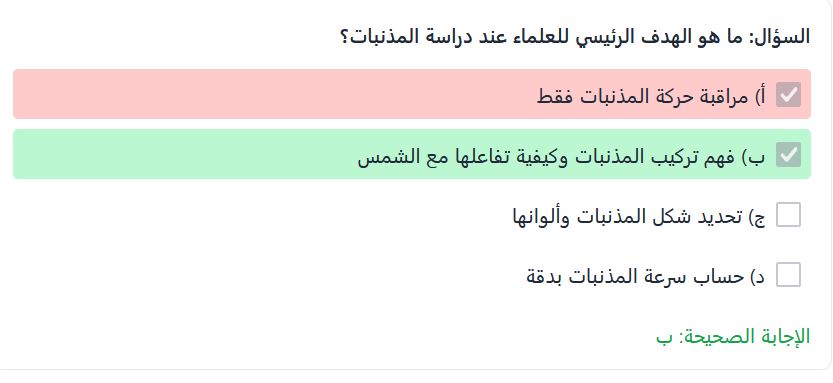 السؤال: ما هو الهدف الرئيسي للعلماء عند دراسة المذنبات؟
أ) مراقبة حركة المذنبات فقط
ب) فهم تركيب المذنبات وكيفية تفاعلها مع الشمس
ج) تحديد شكل المذنبات وألوانها
د) حساب سرعة المذنبات بدقة
الإجابة الصحيحة: ب